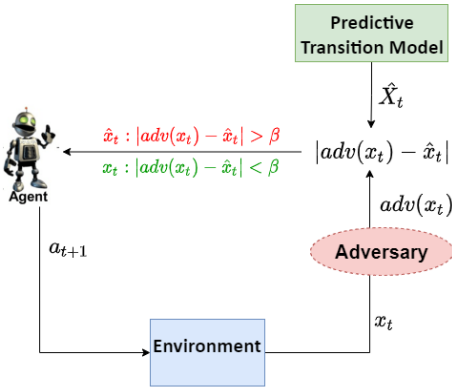 Predictive
Transition Model
X̂_t
x̂_t : |adv(x_t) − x̂_t| > β
x_t : |adv(x_t) − x̂_t| < β
|adv(x_t) − x̂_t|
Agent
adv(x_t)
a_{t+1}
Adversary
x_t
Environment